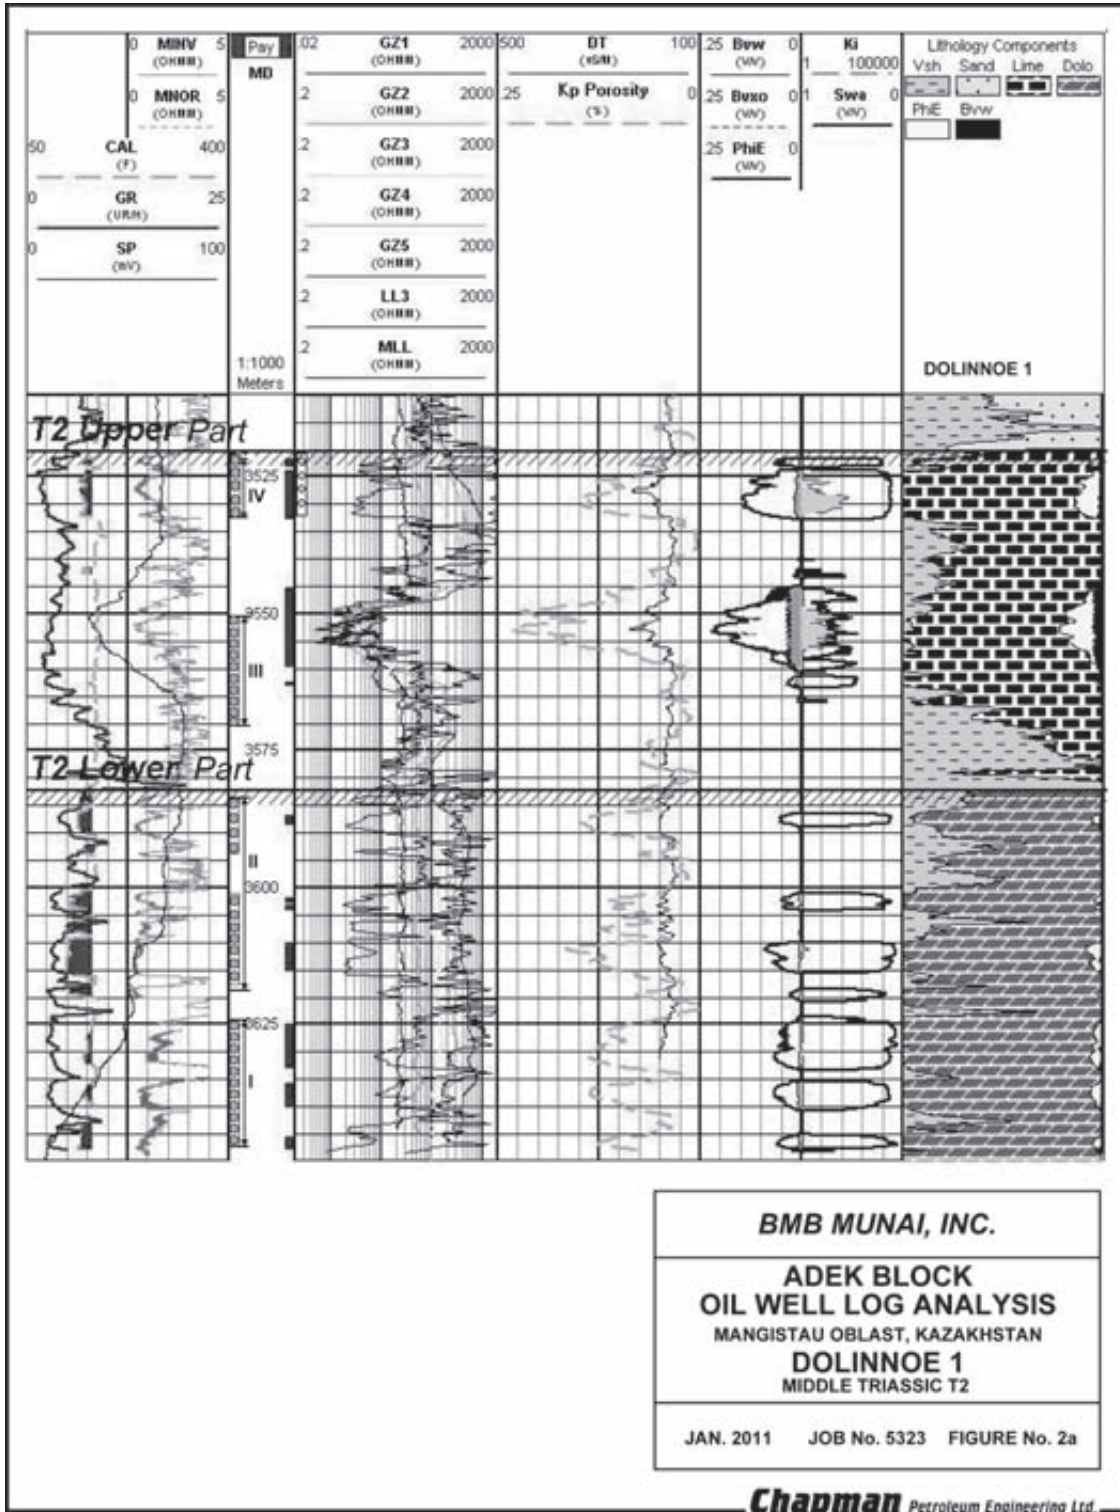 0 MINV 5
(OHMM)
0 MNOR 5
(OHMM)
50 CAL 400
(F)
0 GR 25
(UR/H)
0 SP 100
(MV)
Pay
MD
1:1000
Meters
.02 GZ1 2000
(OHMM)
.2 GZ2 2000
(OHMM)
.2 GZ3 2000
(OHMM)
.2 GZ4 2000
(OHMM)
.2 GZ5 2000
(OHMM)
.2 LL3 2000
(OHMM)
.2 MLL 2000
(OHMM)
500 DT 100
.25 Kp Porosity 0
(%)
.25 Bvw 0
(V/V)
.25 Bvxo 0
(V/V)
.25 PhiE 0
(V/V)
Ki
1 100000
1 Swa 0
(V/V)
Lithology Components
Vsh Sand Lime Dolo
PhiE Bvw
DOLINNOE 1
T2 Upper Part
3525
IV
3550
III
3575
T2 Lower Part
II
3600
3625
I
BMB MUNAI, INC.
ADEK BLOCK
OIL WELL LOG ANALYSIS
MANGISTAU OBLAST, KAZAKHSTAN
DOLINNOE 1
MIDDLE TRIASSIC T2
JAN. 2011 JOB No. 5323 FIGURE No. 2a
Chapman Petroleum Engineering Ltd.